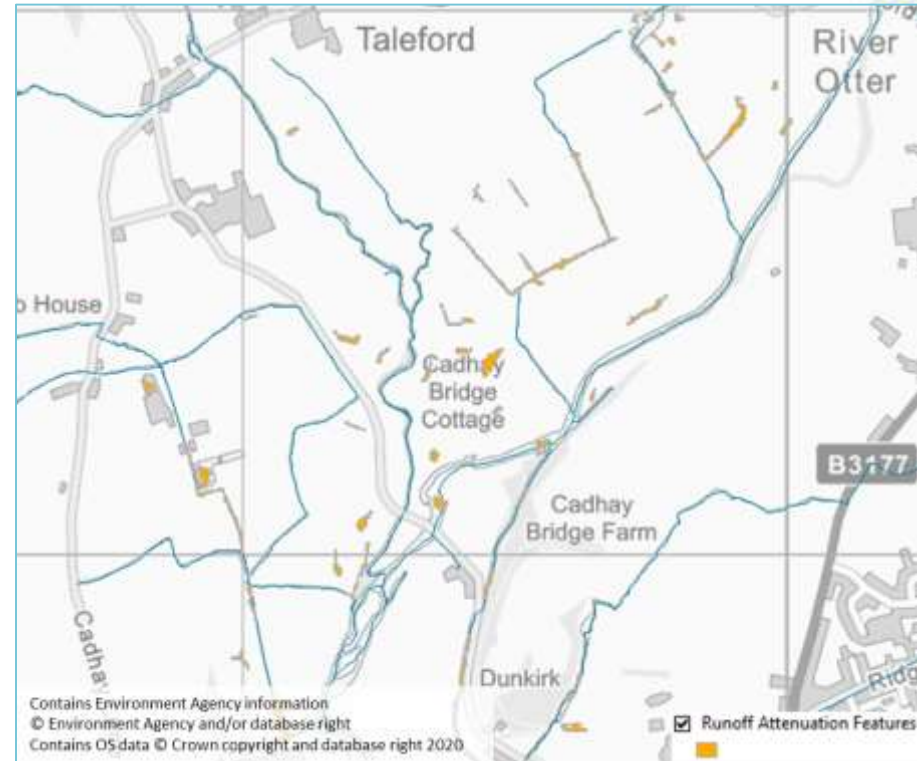 Taleford
River
Otter
House
Cadhay
Bridge
Cottage
B3177
Cadhay
Bridge Farm
Cadhay
Dunkirk
Ridg
Contains Environment Agency information
© Environment Agency and/or database right
Contains OS data © Crown copyright and database right 2020
Runoff Attenuation Features